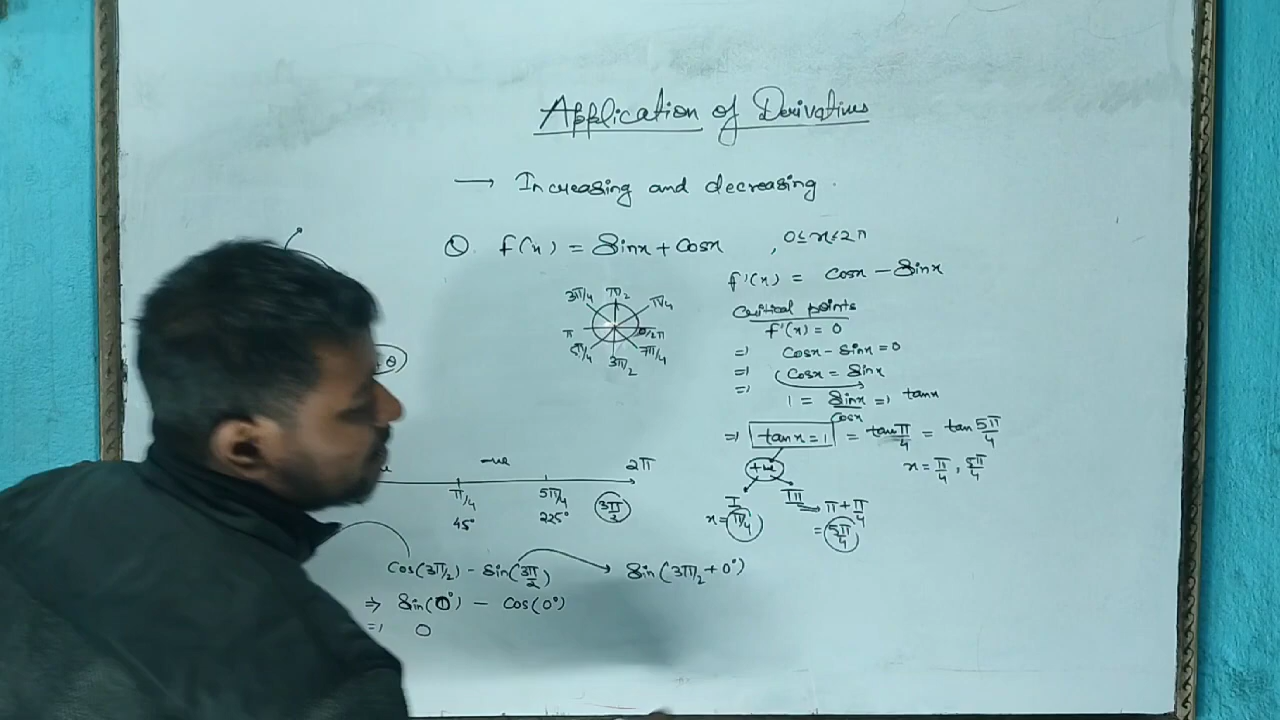 Application of Derivatives
→ Increasing and decreasing.
Q. f(x) = Sinx + Cosx , 0≤x≤2π
f'(x) = Cosx − Sinx
3π/4 π/2 π/4
π 0/2π
5π/4 3π/2 7π/4
Critical points
f'(x) = 0
=> Cosx − Sinx = 0
=> Cosx = Sinx
=> 1 = Sinx/Cosx => tanx
=> tanx = 1 = tan π/4 = tan 5π/4
x = π/4, 5π/4
+ve
I III → π + π/4
x = π/4 = 5π/4
+ θ
-ve 2π
π/4 5π/4 3π/2
45° 225°
Cos(3π/2) − Sin(3π/2) → Sin(3π/2 + 0°)
=> Sin(0°) − Cos(0°)
=> 0